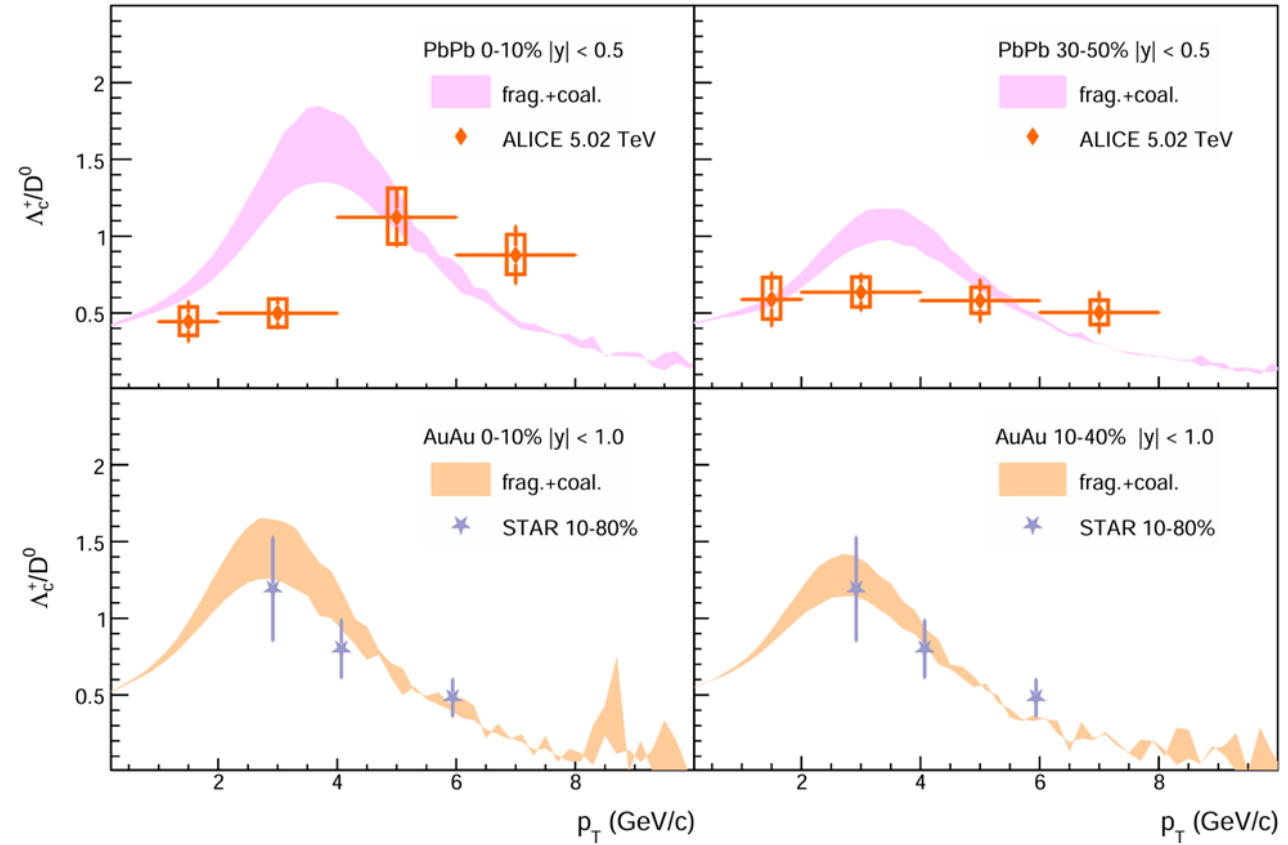 PbPb 0-10% |y| < 0.5
frag.+coal.
ALICE 5.02 TeV
PbPb 30-50% |y| < 0.5
frag.+coal.
ALICE 5.02 TeV
2
1.5
1
0.5
Λc+/D0
AuAu 0-10% |y| < 1.0
frag.+coal.
STAR 10-80%
AuAu 10-40% |y| < 1.0
frag.+coal.
STAR 10-80%
2
1.5
1
0.5
Λc+/D0
2 4 6 8
2 4 6 8
pT (GeV/c)
pT (GeV/c)